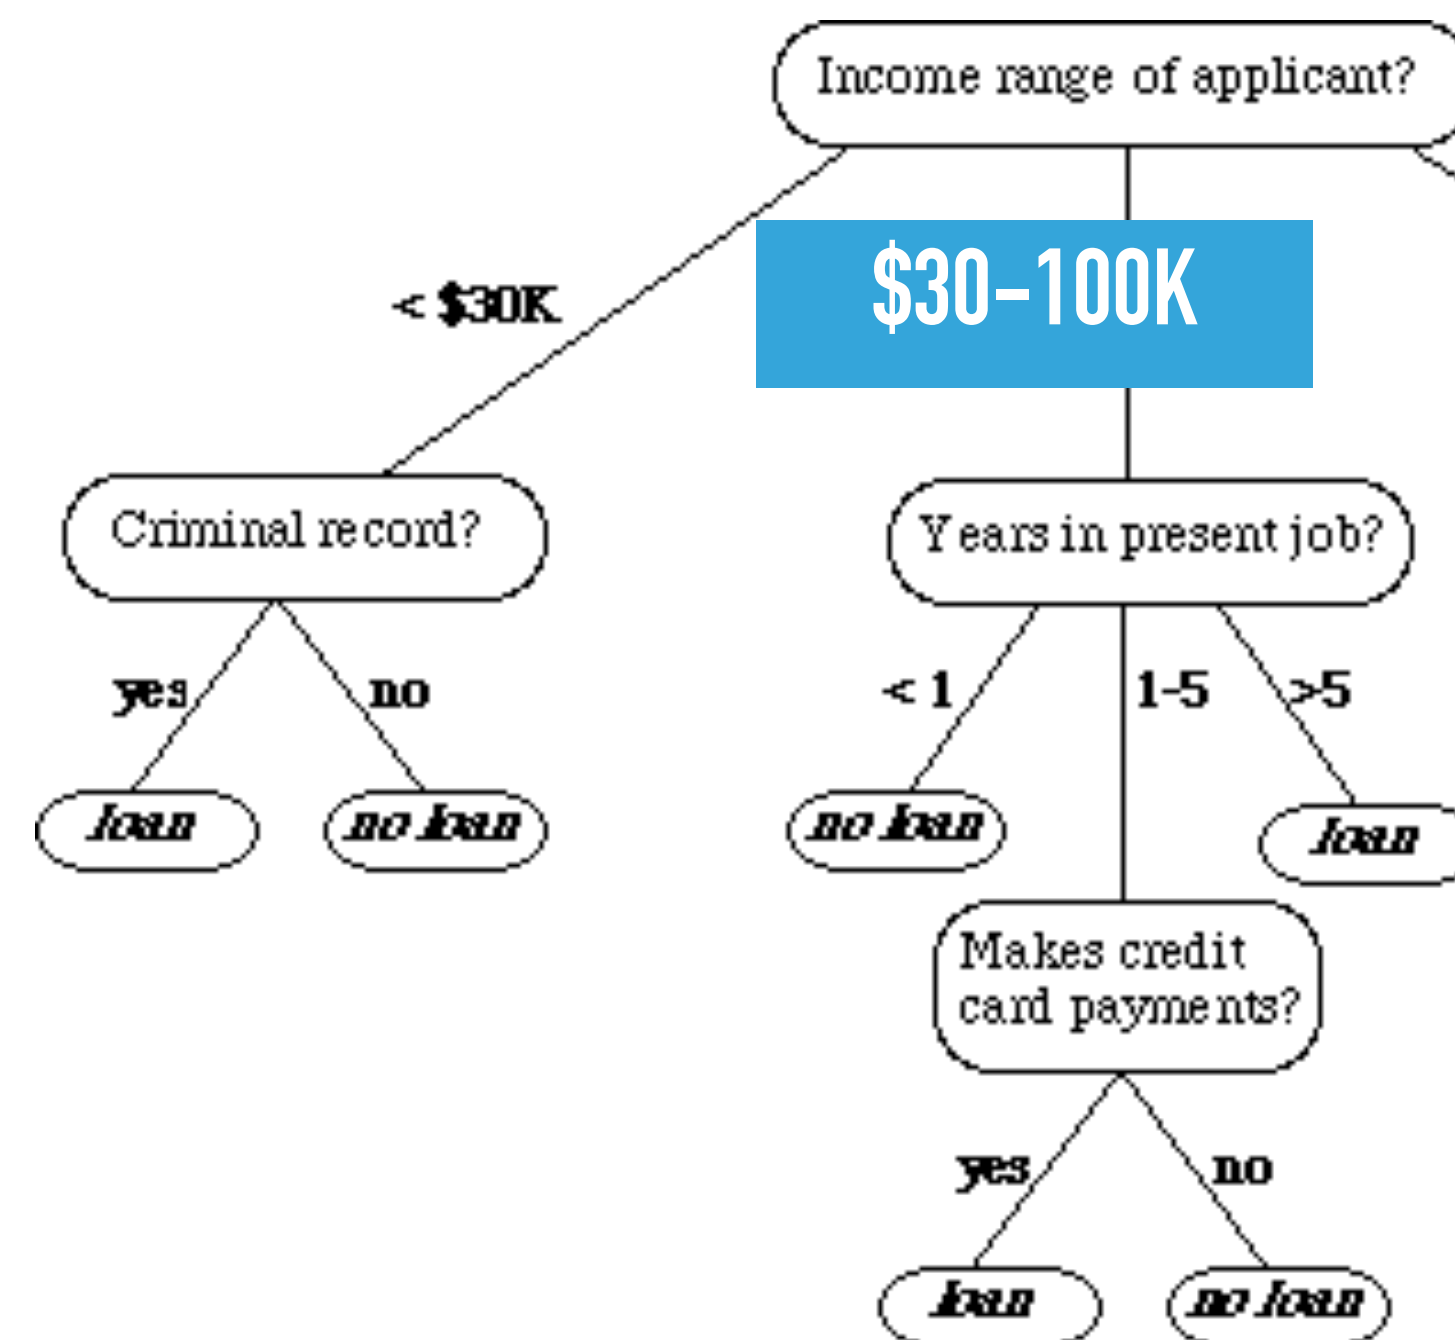 Income range of applicant?
< $30K
$30-100K
Criminal record?
Years in present job?
yes
no
< 1
1-5
>5
loan
no loan
no loan
loan
Makes credit
card payments?
yes
no
loan
no loan